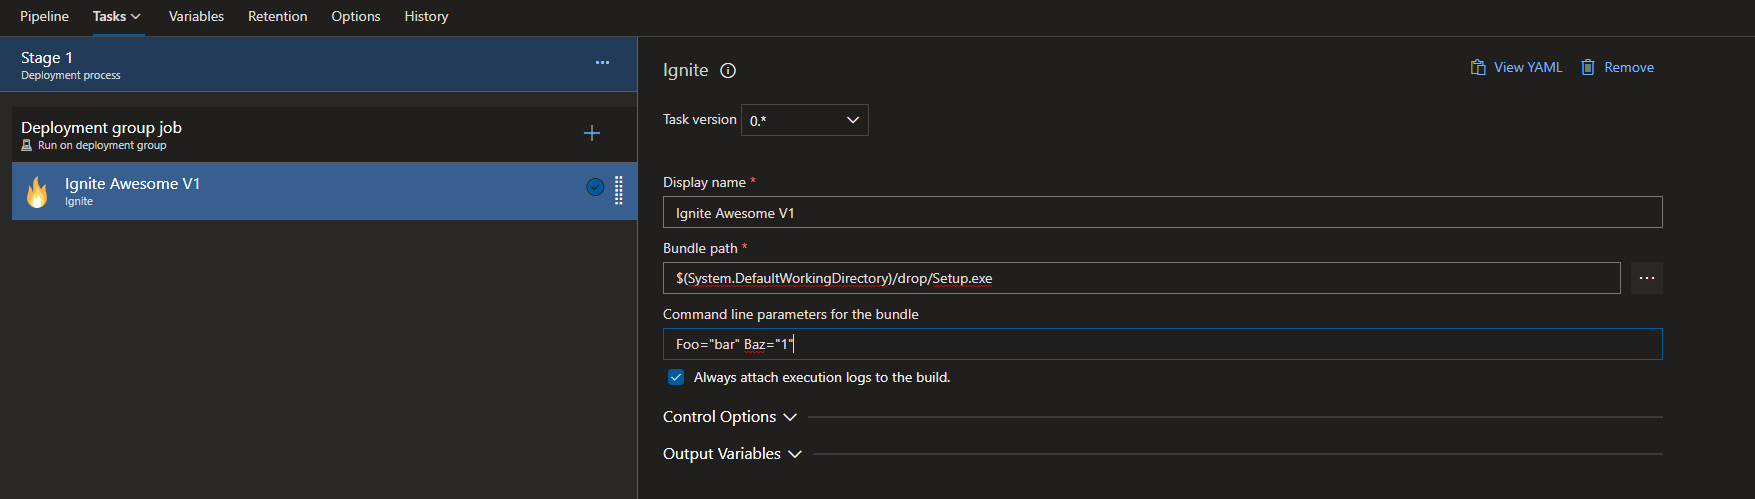 Pipeline Tasks Variables Retention Options History
Stage 1
Deployment process
Deployment group job
Run on deployment group
Ignite Awesome V1
Ignite
Ignite
View YAML Remove
Task version 0.*
Display name *
Ignite Awesome V1
Bundle path *
$(System.DefaultWorkingDirectory)/drop/Setup.exe
Command line parameters for the bundle
Foo="bar" Baz="1"
Always attach execution logs to the build.
Control Options
Output Variables